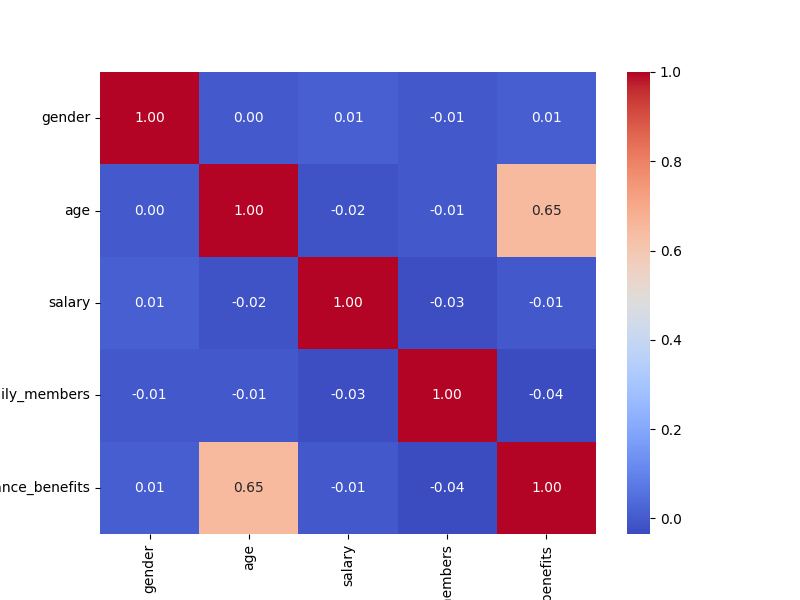 gender 1.00 0.00 0.01 -0.01 0.01
age 0.00 1.00 -0.02 -0.01 0.65
salary 0.01 -0.02 1.00 -0.03 -0.01
ily_members -0.01 -0.01 -0.03 1.00 -0.04
nce_benefits 0.01 0.65 -0.01 -0.04 1.00
gender age salary embers benefits
1.0
0.8
0.6
0.4
0.2
0.0